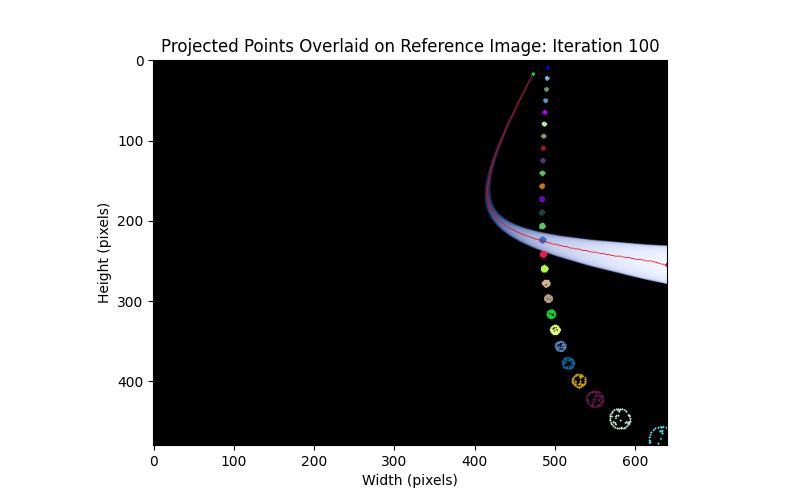 Projected Points Overlaid on Reference Image: Iteration 100
0
100
200
300
400
Height (pixels)
0 100 200 300 400 500 600
Width (pixels)